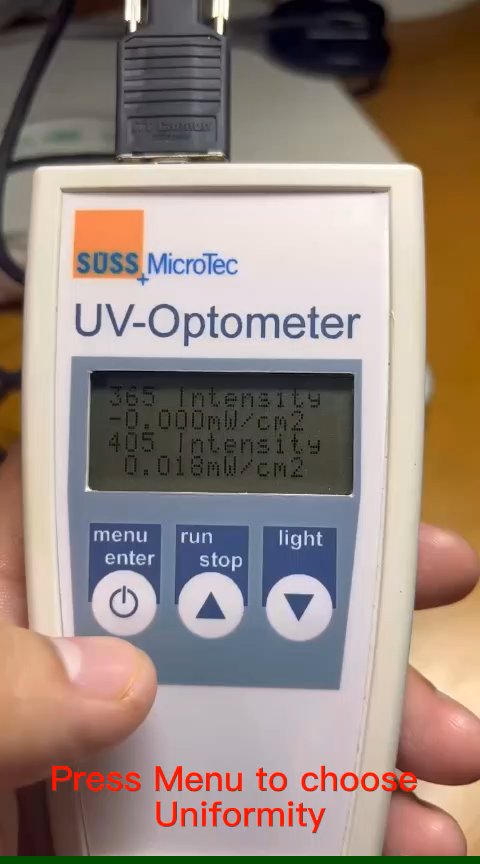 SÜSS
MicroTec
UV-Optometer
365 Intensity
-0.000mW/cm2
405 Intensity
0.018mW/cm2
menu
enter
run
stop
light
Press Menu to choose
Uniformity